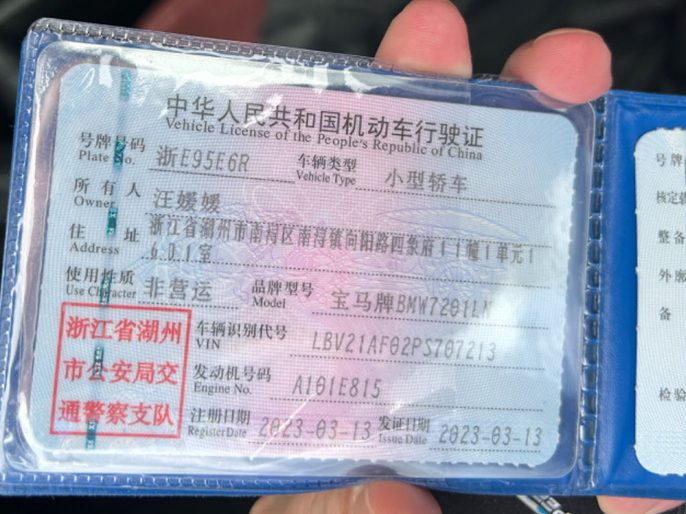 中华人民共和国机动车行驶证
Vehicle License of the People's Republic of China
号牌号码 浙E95E6R 车辆类型 小型轿车
Plate No. Vehicle Type
所有人 汪媛媛
Owner
住址 浙江省湖州市南浔区南浔镇向阳路四象府11幢1单元1
Address 601室
使用性质 非营运 品牌型号 宝马牌BMW7201LN
Use Character Model
浙江省湖州
市公安局交
通警察支队
车辆识别代号 LBV21AF02PS707213
VIN
发动机号码 A101E815
Engine No.
注册日期 2023-03-13 发证日期 2023-03-13
Register Date Issue Date
号牌
核定载
整备
外廓
备
检验